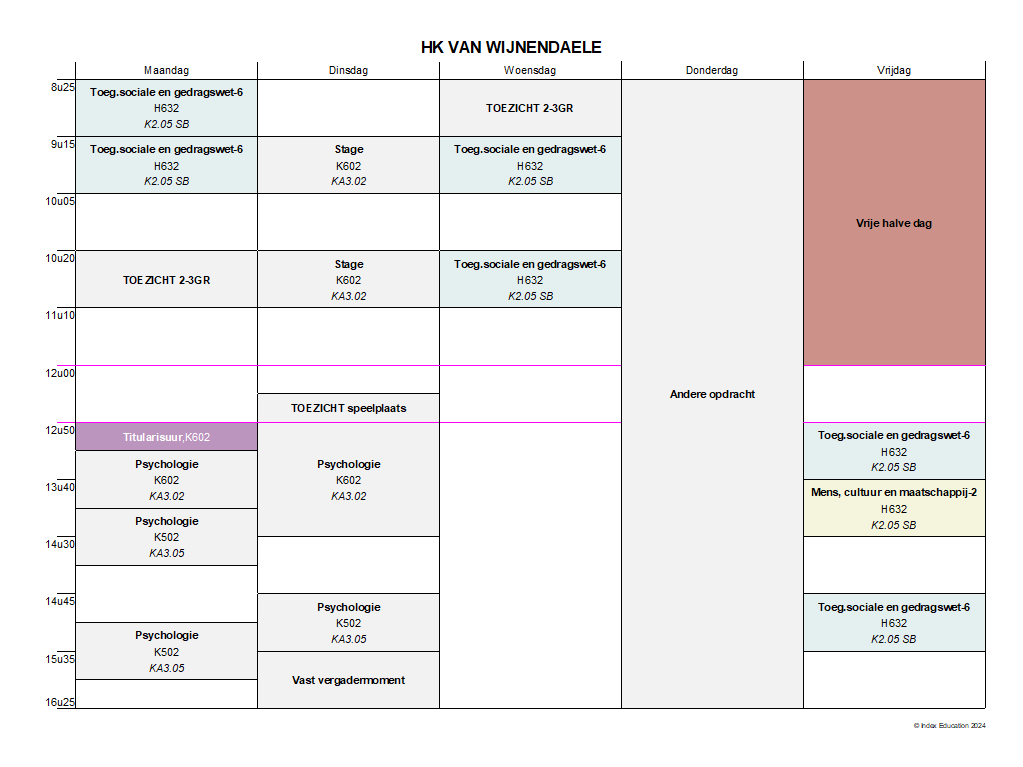 HK VAN WIJNENDAELE
Maandag
Dinsdag
Woensdag
Donderdag
Vrijdag
8u25
9u15
10u05
10u20
11u10
12u00
12u50
13u40
14u30
14u45
15u35
16u25
Toeg.sociale en gedragswet-6
H632
K2.05 SB
Toeg.sociale en gedragswet-6
H632
K2.05 SB
TOEZICHT 2-3GR
Titularisuur,K602
Psychologie
K602
KA3.02
Psychologie
K502
KA3.05
Psychologie
K502
KA3.05
Stage
K602
KA3.02
Stage
K602
KA3.02
TOEZICHT speelplaats
Psychologie
K602
KA3.02
Psychologie
K502
KA3.05
Vast vergadermoment
TOEZICHT 2-3GR
Toeg.sociale en gedragswet-6
H632
K2.05 SB
Toeg.sociale en gedragswet-6
H632
K2.05 SB
Andere opdracht
Vrije halve dag
Toeg.sociale en gedragswet-6
H632
K2.05 SB
Mens, cultuur en maatschappij-2
H632
K2.05 SB
Toeg.sociale en gedragswet-6
H632
K2.05 SB
© Index Education 2024